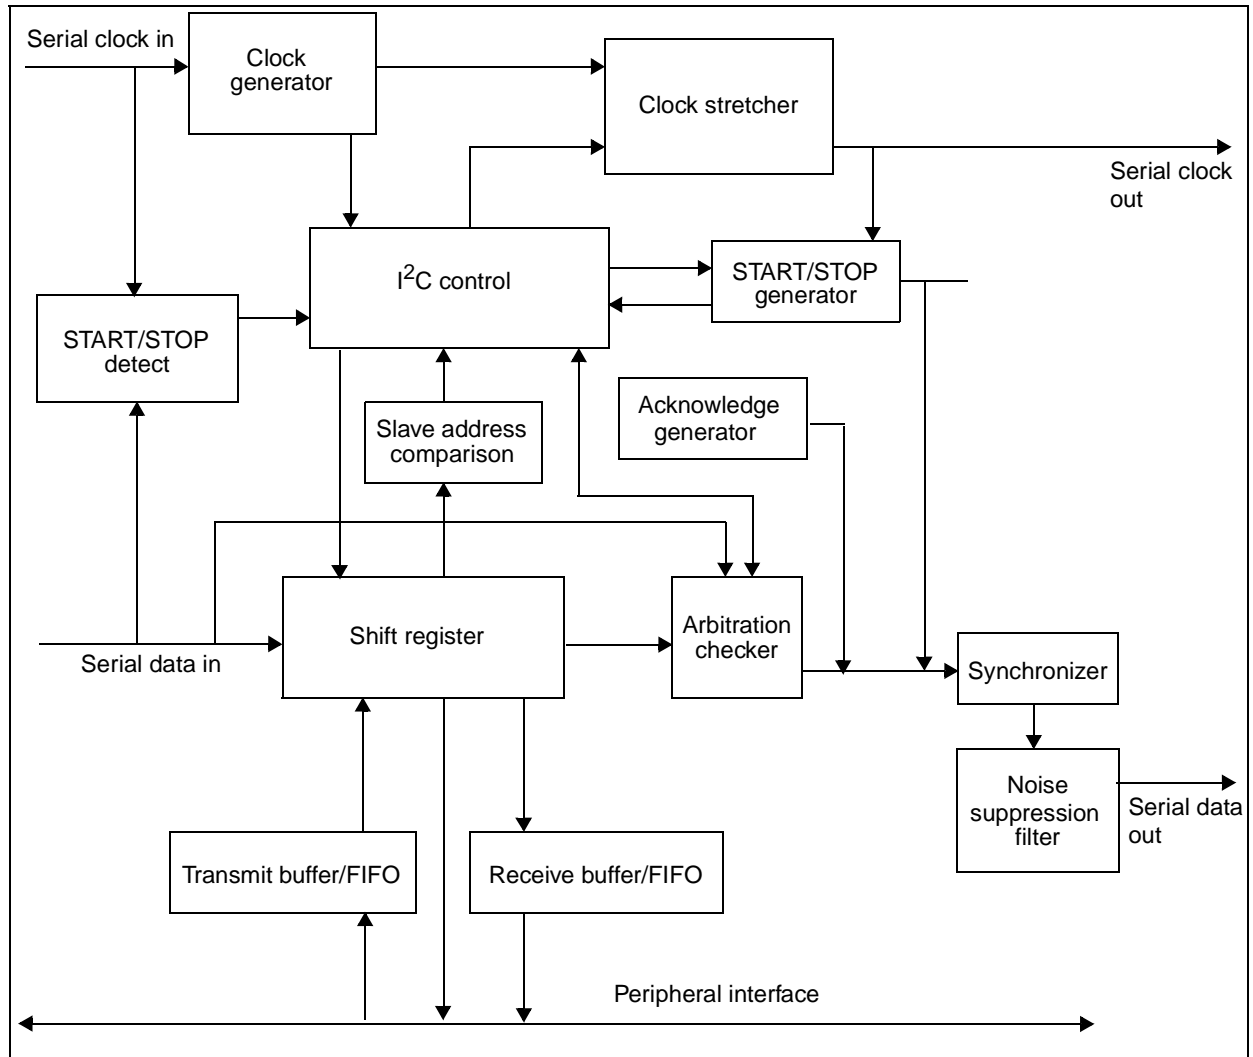 Serial clock in
Clock
generator
Clock stretcher
Serial clock
out
I²C control
START/STOP
generator
START/STOP
detect
Slave address
comparison
Acknowledge
generator
Shift register
Arbitration
checker
Serial data in
Synchronizer
Noise
suppression
filter
Serial data
out
Transmit buffer/FIFO
Receive buffer/FIFO
Peripheral interface